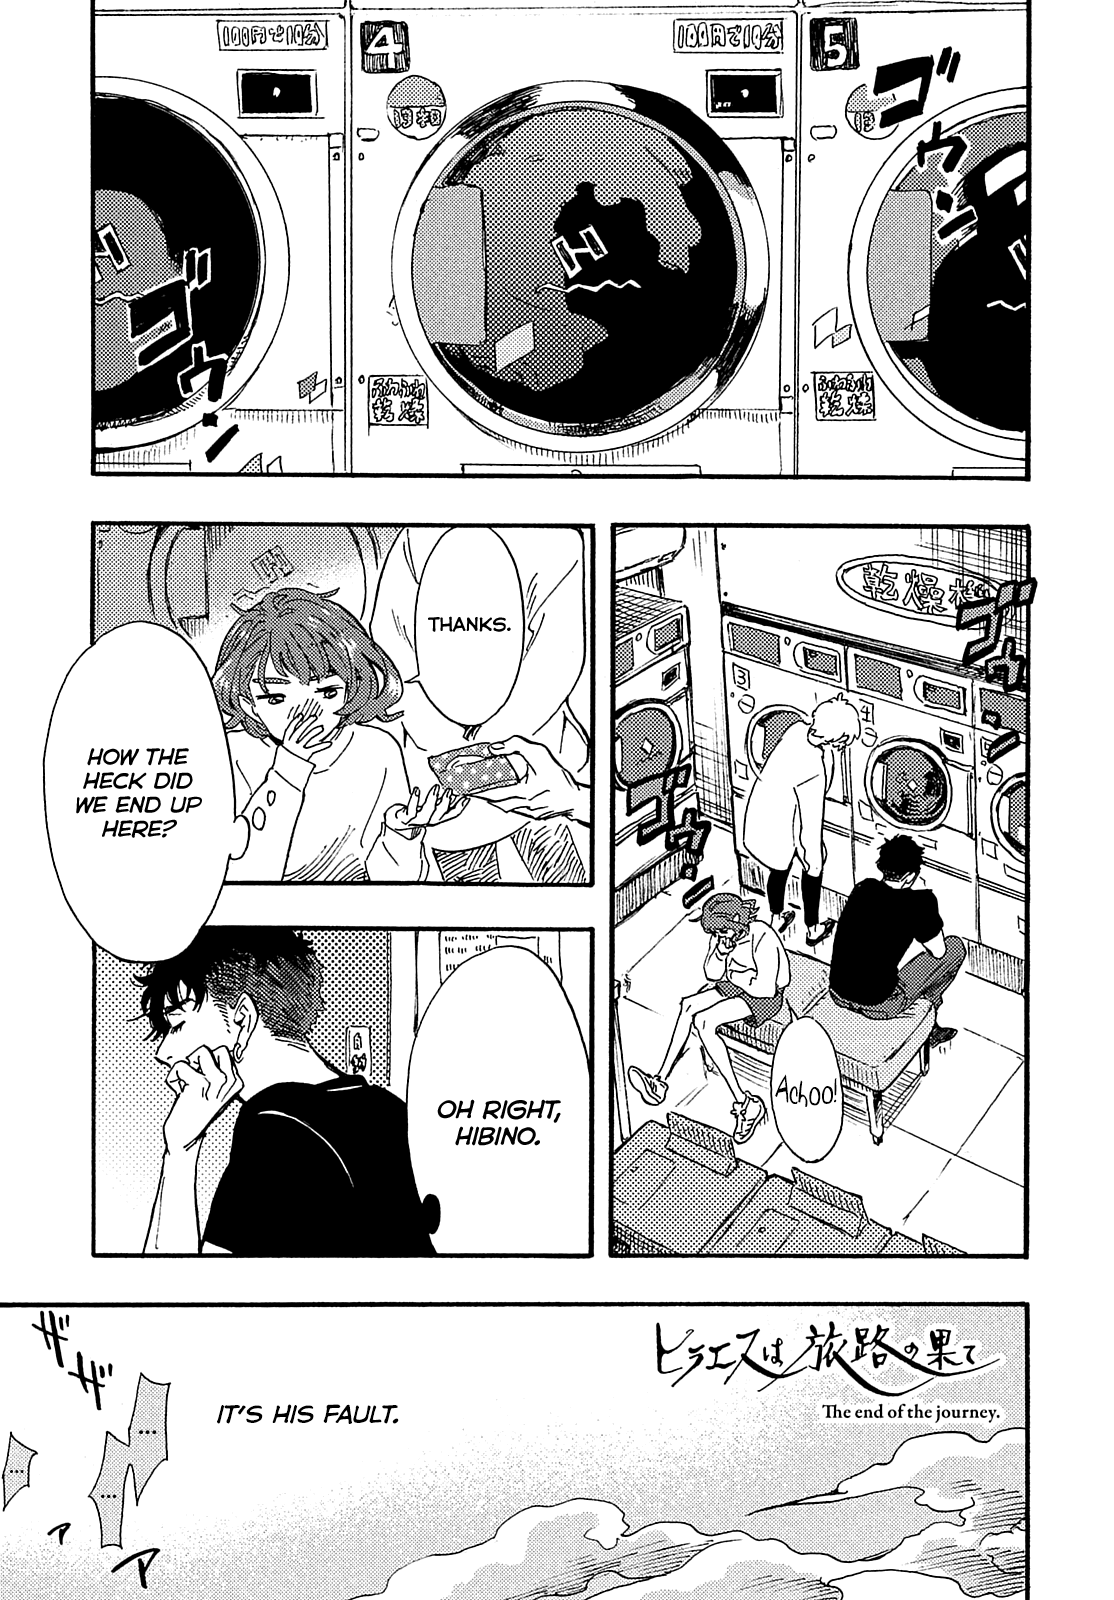 100円で10分
4
100円で10分
5
ゴウン
ゴウン
ふわふわ
乾燥
ふわふわ
乾燥
乾燥機
ゴウン
3
4
ゴウン
Achoo!
THANKS.
HOW THE
HECK DID
WE END UP
HERE?
OH RIGHT,
HIBINO.
ヒラエスは旅路の果て
The end of the journey.
IT'S HIS FAULT.
ザザ
...
...
...
ァ
ア